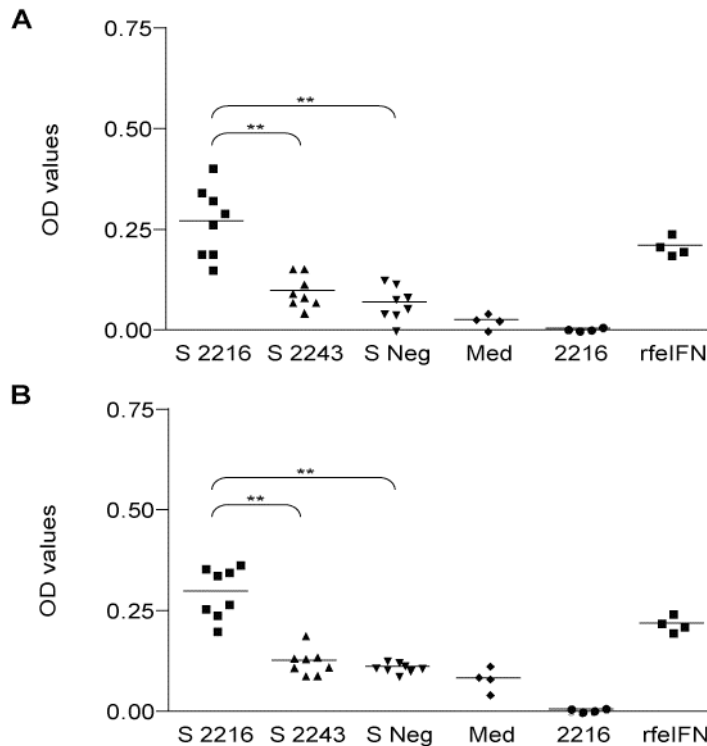 A
0.75
0.50
0.25
0.00
OD values
**
**
S 2216 S 2243 S Neg Med 2216 rfeIFN
B
0.75
0.50
0.25
0.00
OD values
**
**
S 2216 S 2243 S Neg Med 2216 rfeIFN